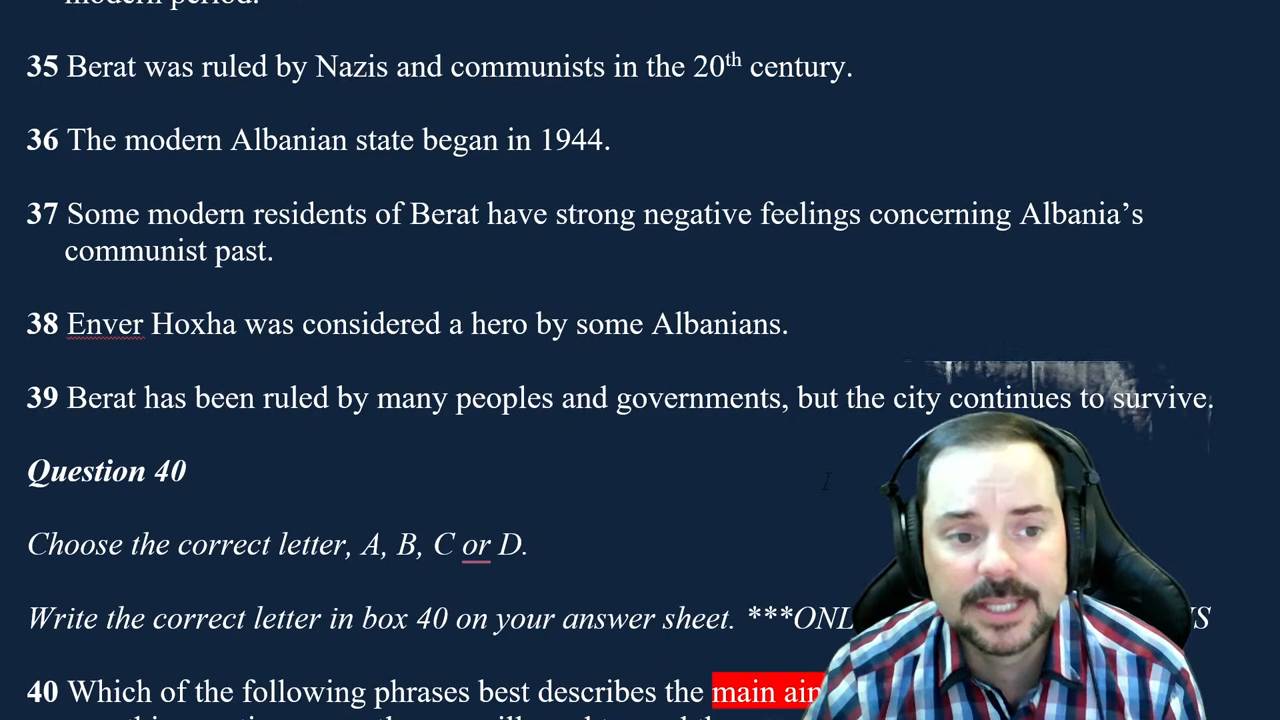 modern period.
35 Berat was ruled by Nazis and communists in the 20th century.
36 The modern Albanian state began in 1944.
37 Some modern residents of Berat have strong negative feelings concerning Albania’s
communist past.
38 Enver Hoxha was considered a hero by some Albanians.
39 Berat has been ruled by many peoples and governments, but the city continues to survive.
Question 40
Choose the correct letter, A, B, C or D.
Write the correct letter in box 40 on your answer sheet. ***
40 Which of the following phrases best describes the main